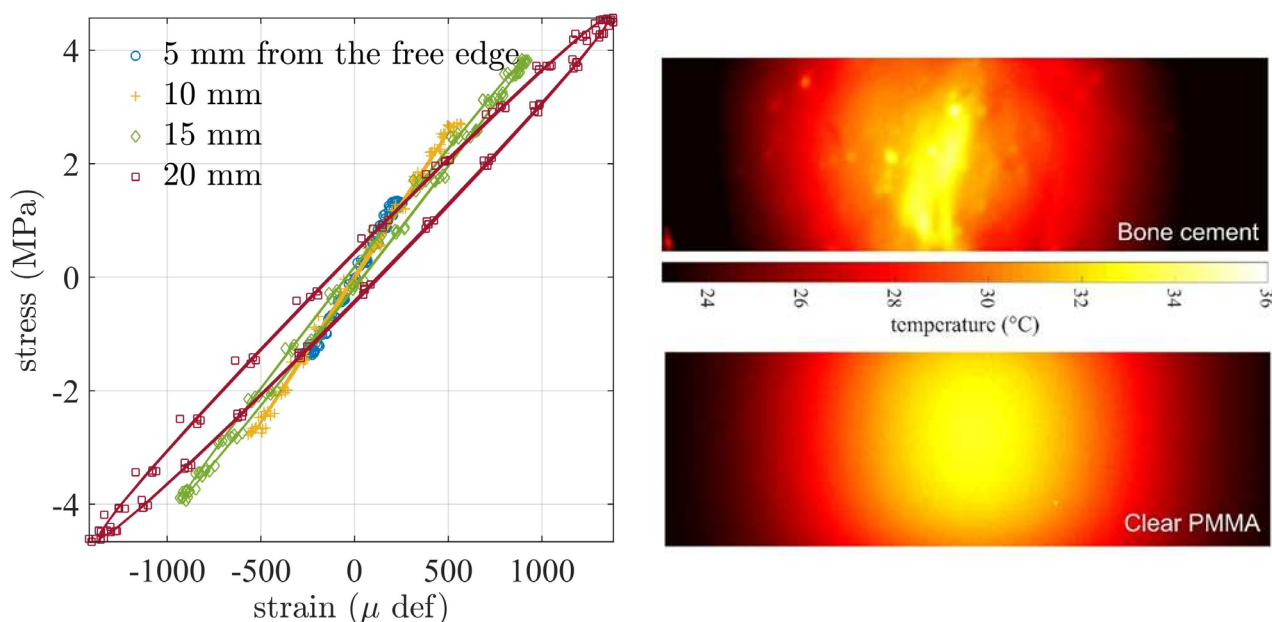 5 mm from the free edge
10 mm
15 mm
20 mm
4
2
0
-2
-4
stress (MPa)
-1000 -500 0 500 1000
strain (μ def)
Bone cement
24 26 28 30 32 34 36
temperature (°C)
Clear PMMA